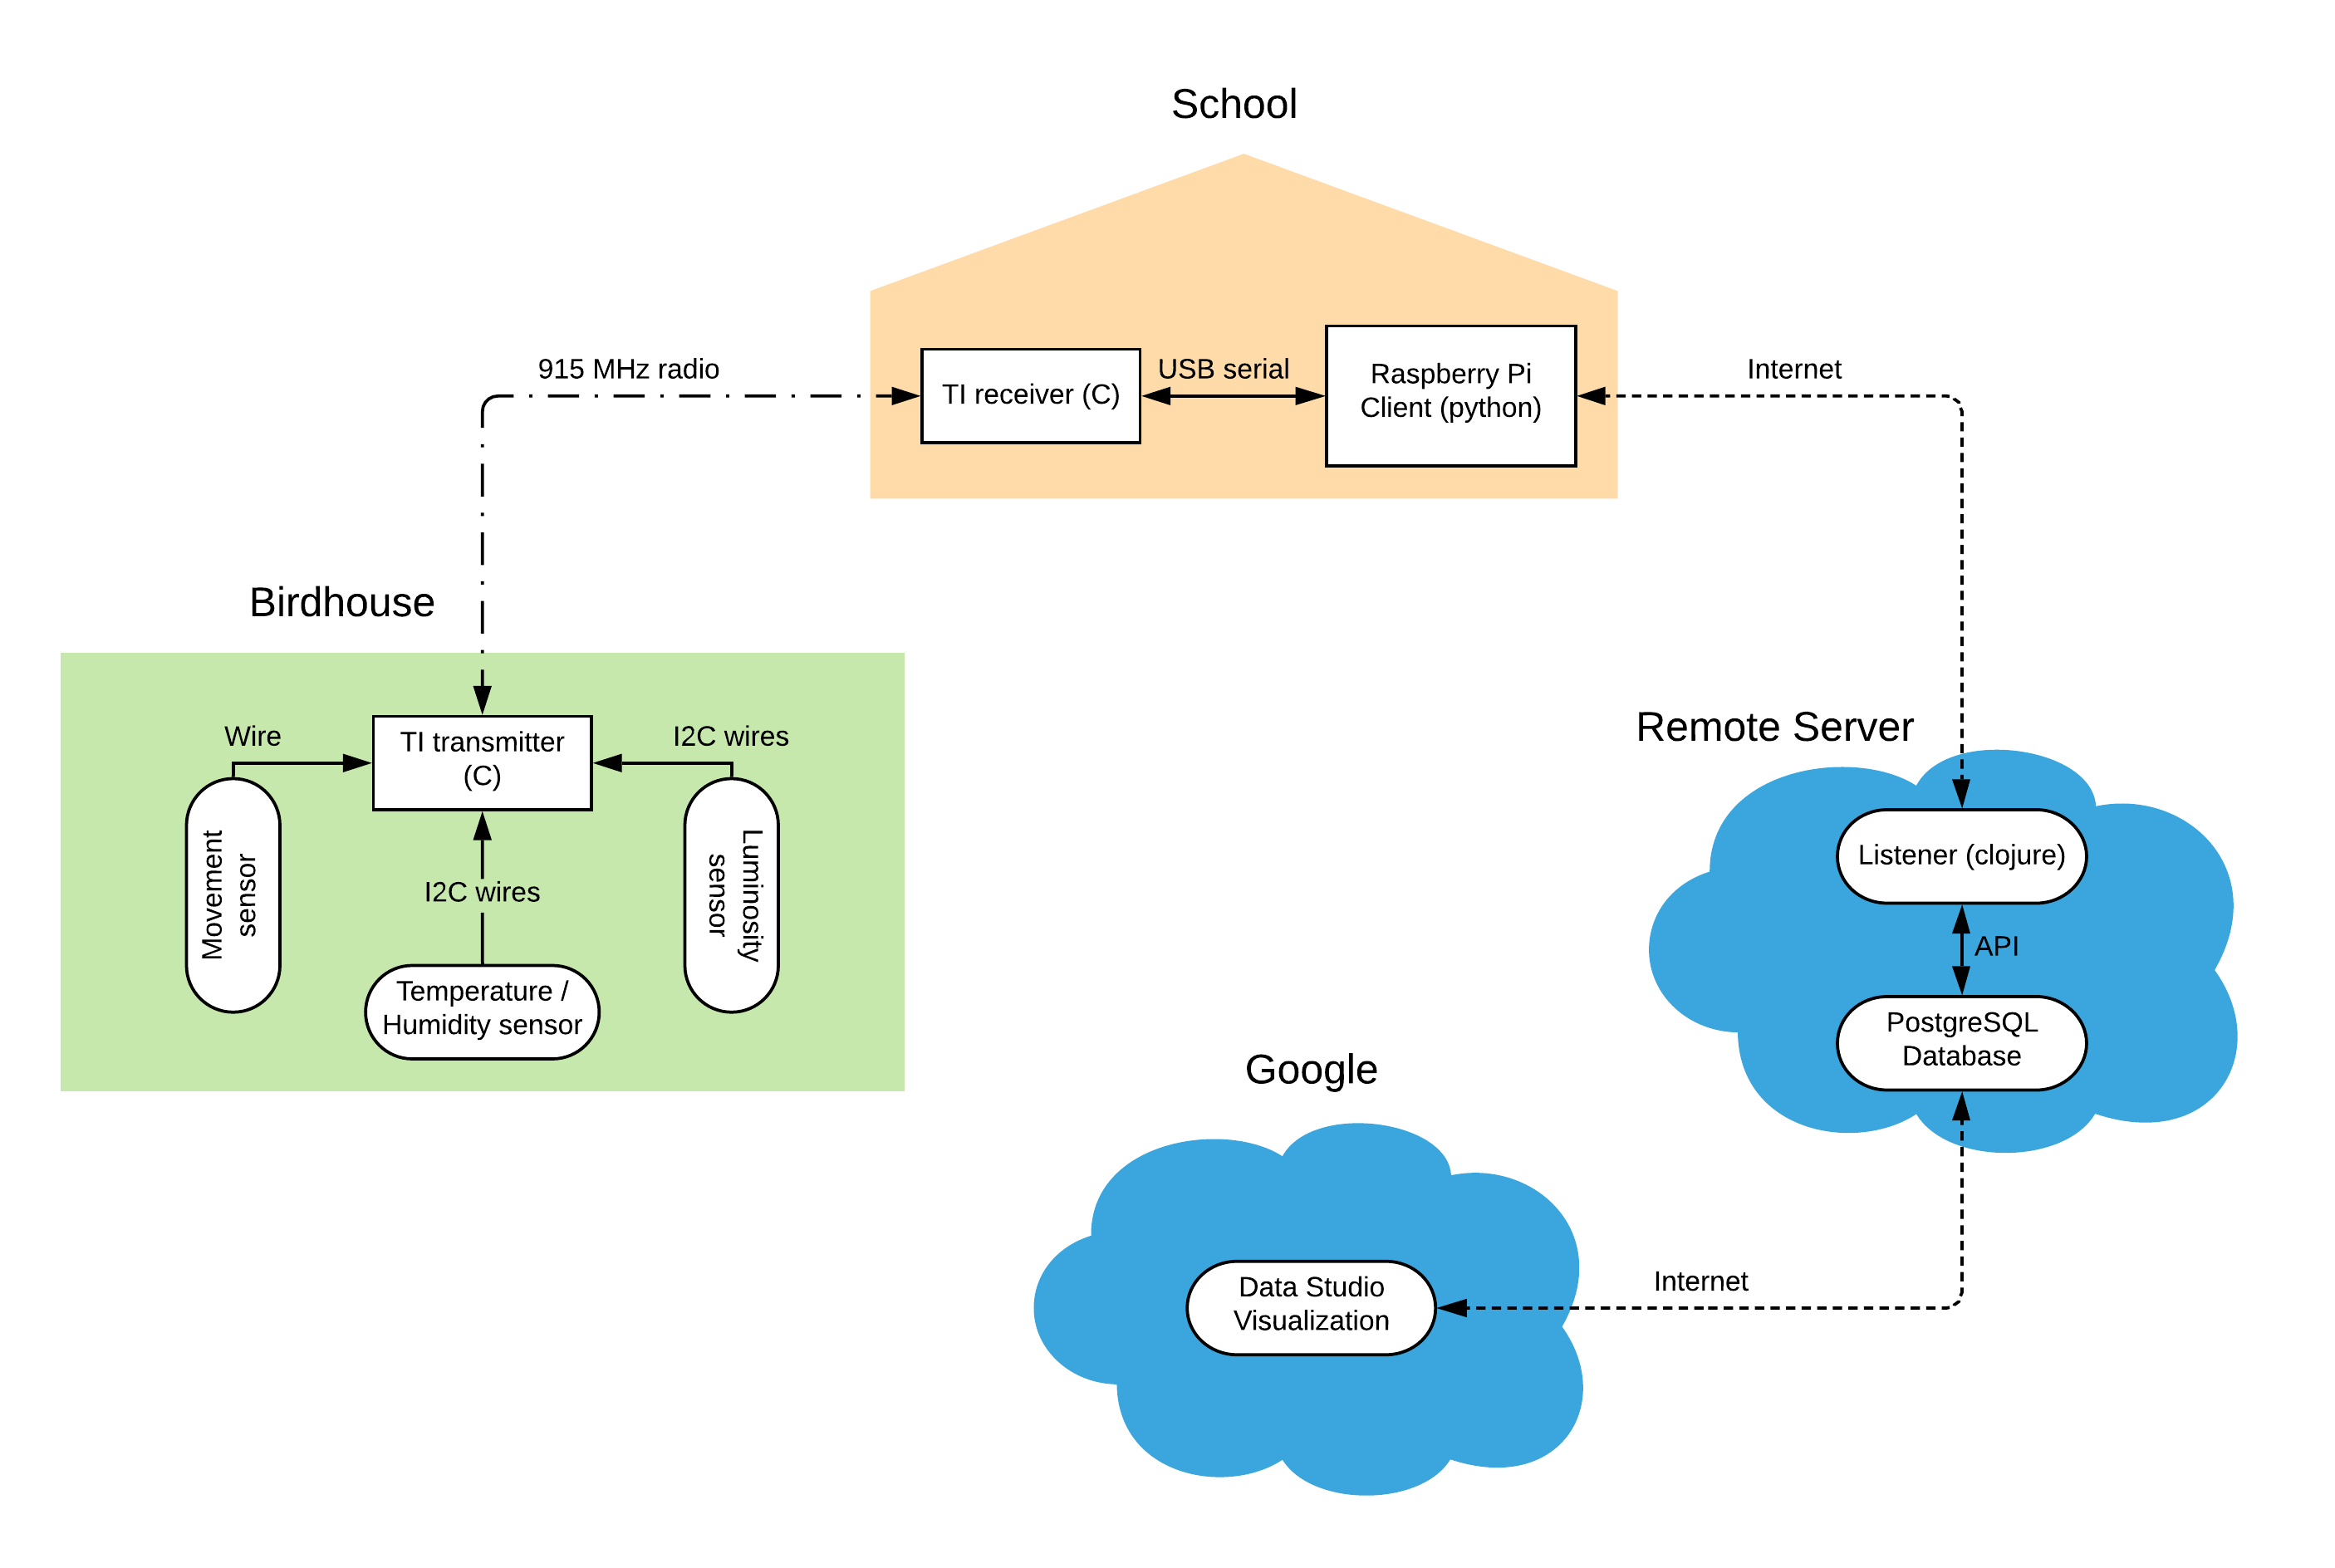 School
915 MHz radio
TI receiver (C)
USB serial
Raspberry Pi
Client (python)
Internet
Birdhouse
Wire
TI transmitter
(C)
I2C wires
Movement
sensor
I2C wires
Luminosity
sensor
Temperature /
Humidity sensor
Remote Server
Listener (clojure)
API
PostgreSQL
Database
Google
Data Studio
Visualization
Internet